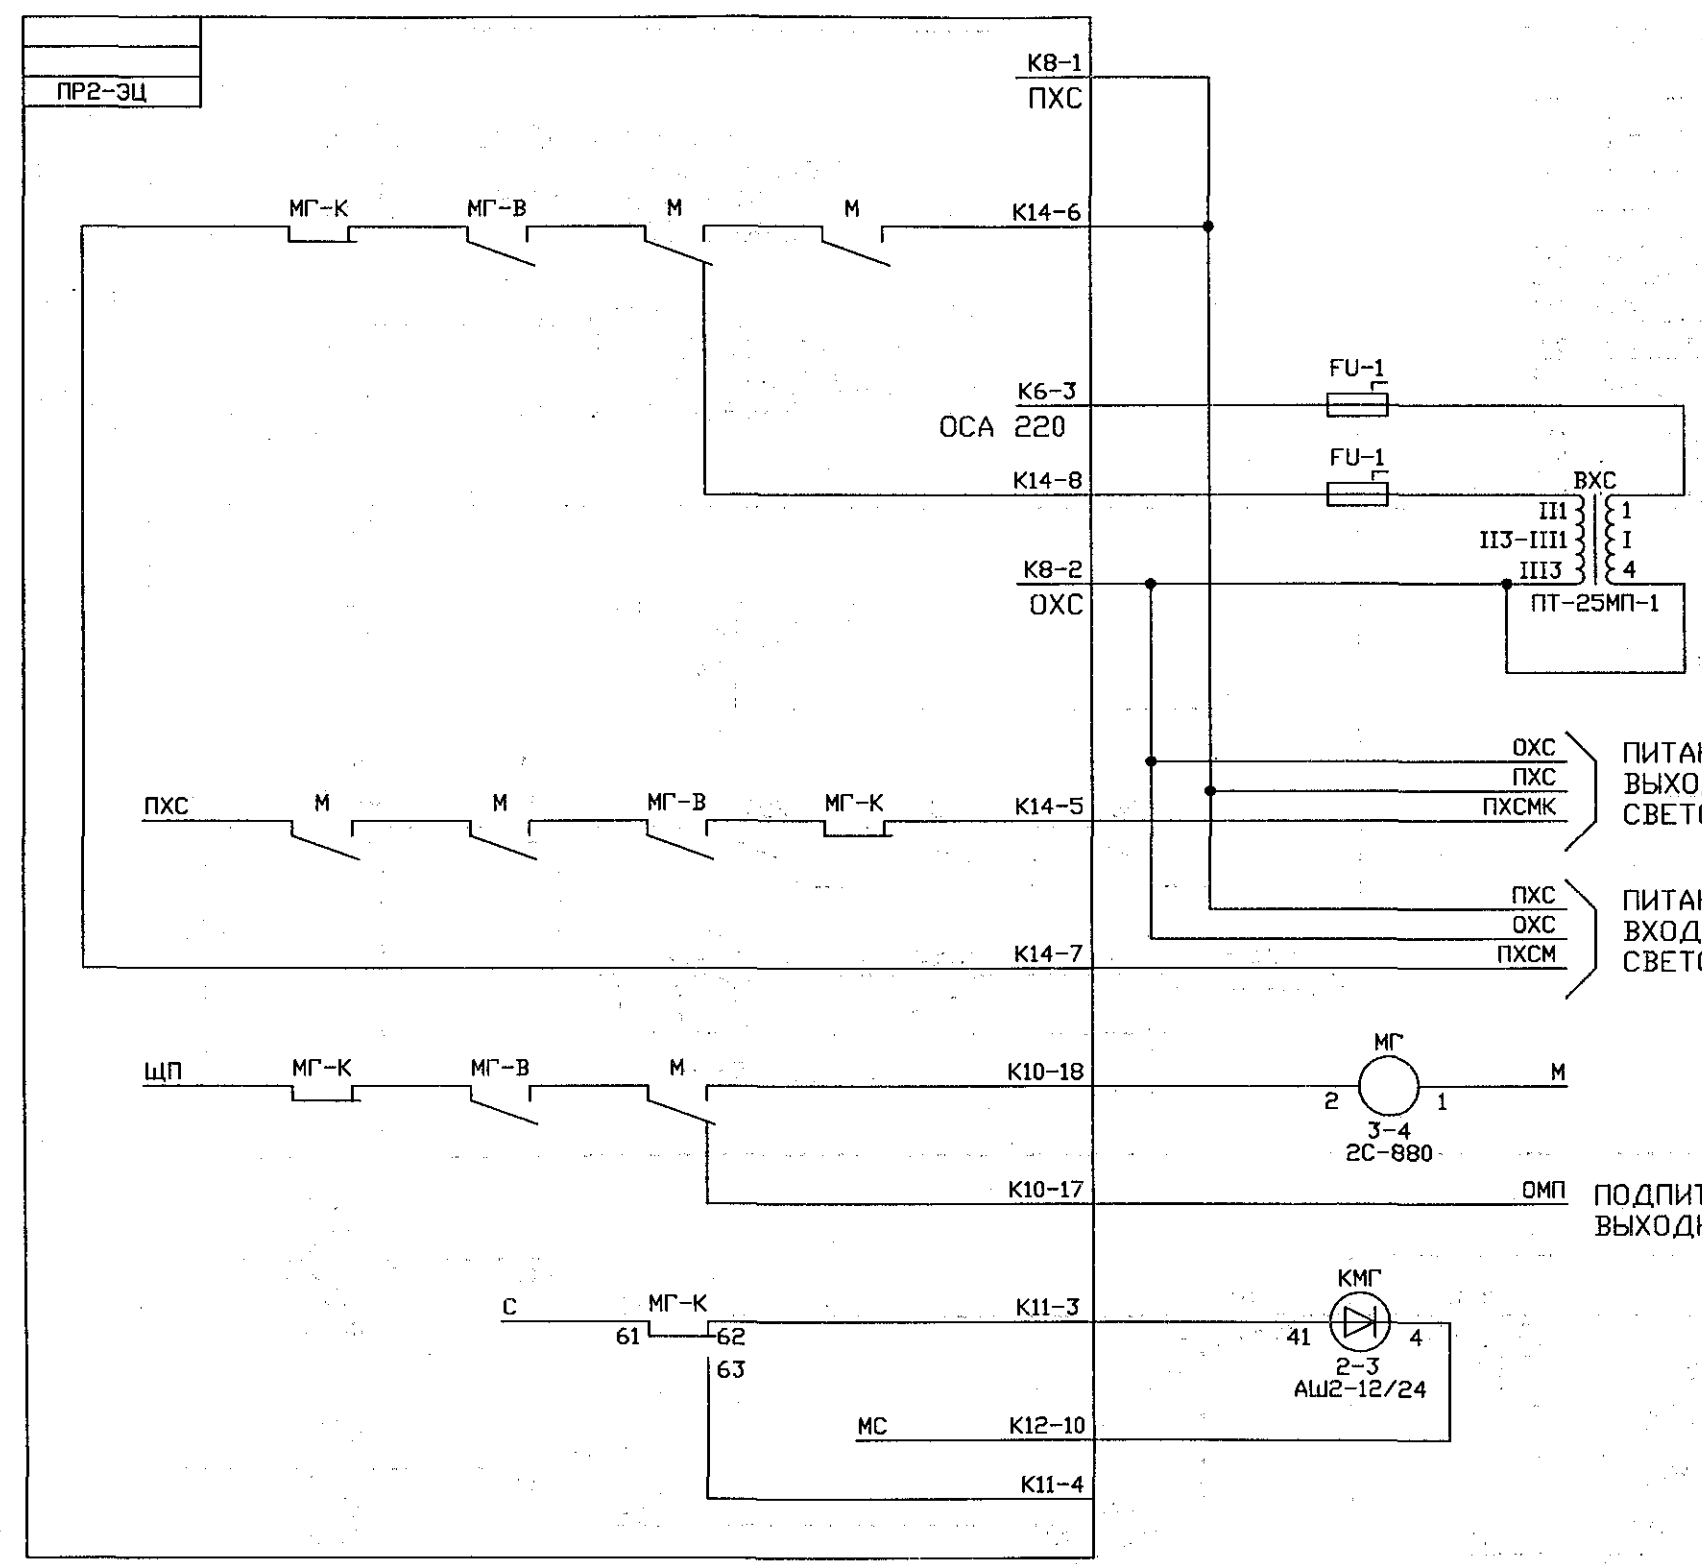 ПР2-ЭЦ
К8-1
ПХС
МГ-К МГ-В М М К14-6
FU-1
К6-3
ОСА 220
FU-1
К14-8
ВХС
II1 1
II3-III1 I
К8-2
III3 4
ОХС
ПТ-25МП-1
ОХС
ПХС
ПХСМК
ПХС М М МГ-В МГ-К К14-5
ПХС
ОХС
ПХСМ
К14-7
МГ
ЩП МГ-К МГ-В М К10-18 М
2 1
3-4
2С-880
К10-17 ОМП
КМГ
С МГ-К К11-3
61 62 41 4
63
2-3
АШ2-12/24
МС К12-10
К11-4